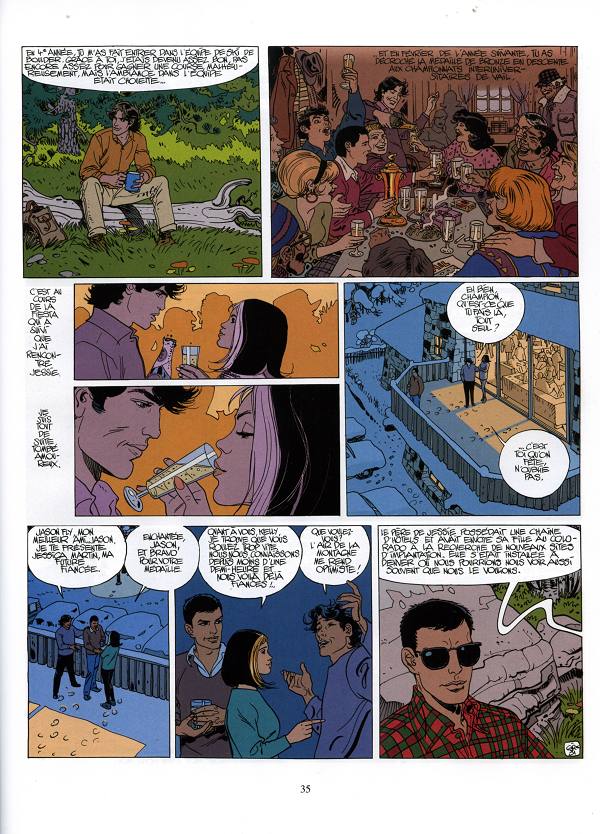 EN 4e ANNÉE, TU M'AS FAIT ENTRER DANS L'ÉQUIPE DE SKI DE
BOULDER. GRÂCE À TOI, J'ÉTAIS DEVENU ASSEZ BON, PAS
ENCORE ASSEZ POUR GAGNER UNE COURSE, MALHEU-
REUSEMENT, MAIS L'AMBIANCE DANS L'ÉQUIPE
ÉTAIT CHOUETTE...
ET EN FÉVRIER DE L'ANNÉE SUIVANTE, TU AS
DÉCROCHÉ LA MÉDAILLE DE BRONZE EN DESCENTE
AUX CHAMPIONNATS INTERUNIVER-
SITAIRES DE VAIL.
C'EST AU
COURS
DE LA
FIESTA
QUI A
SUIVI
QUE
J'AI
RENCON-
TRÉ
JESSIE.
JE
SUIS
TOUT
DE
SUITE
TOMBÉ
AMOU-
REUX.
EH BIEN,
CHAMPION,
QU'EST-CE QUE
TU FAIS LÀ,
TOUT
SEUL?
...C'EST
TOI QU'ON
FÊTE,
N'OUBLIE
PAS.
JASON FLY, MON
MEILLEUR AMI... JASON,
JE TE PRÉSENTE
JESSICA MARTIN, MA
FUTURE
FIANCÉE.
ENCHANTÉE,
JASON,
ET BRAVO
POUR VOTRE
MÉDAILLE.
QUANT À VOUS, KELLY,
JE TROUVE QUE VOUS
ROULEZ TROP VITE.
NOUS NOUS CONNAISSONS
DEPUIS MOINS D'UNE
DEMI-HEURE ET
NOUS VOILÀ DÉJÀ
FIANCÉS!..
QUE VOULEZ-
VOUS?
L'AIR DE LA
MONTAGNE
ME REND
OPTIMISTE!
LE PÈRE DE JESSIE POSSÉDAIT UNE CHAÎNE
D'HÔTELS ET AVAIT ENVOYÉ SA FILLE AU COLO-
RADO À LA RECHERCHE DE NOUVEAUX SITES
D'IMPLANTATION. ELLE S'ÉTAIT INSTALLÉE À
DENVER OÙ NOUS POURRIONS NOUS VOIR AUSSI
SOUVENT QUE NOUS LE VOULIONS.
35